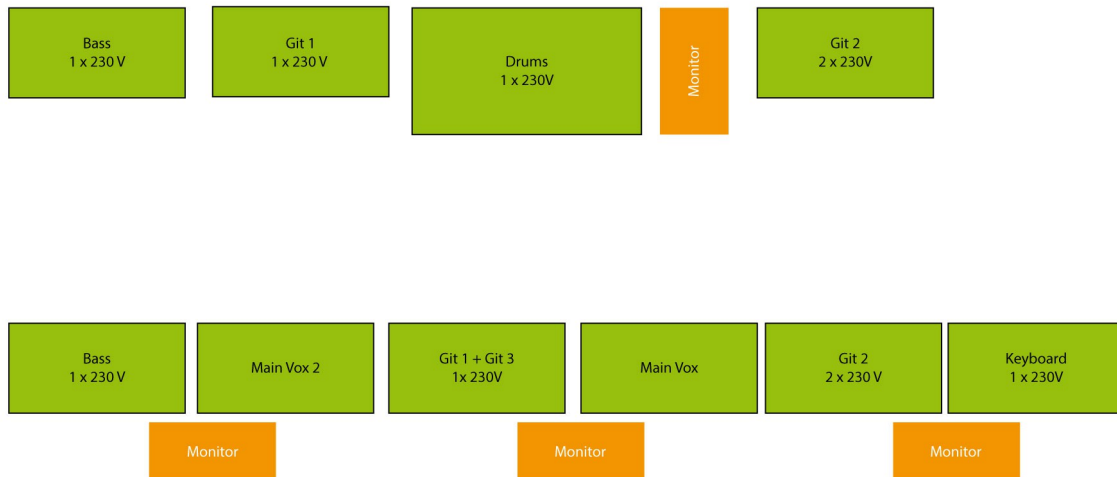 Bass
1 x 230 V
Git 1
1 x 230 V
Drums
1 x 230V
Monitor
Git 2
2 x 230V
Bass
1 x 230 V
Main Vox 2
Git 1 + Git 3
1x 230V
Main Vox
Git 2
2 x 230 V
Keyboard
1 x 230V
Monitor
Monitor
Monitor